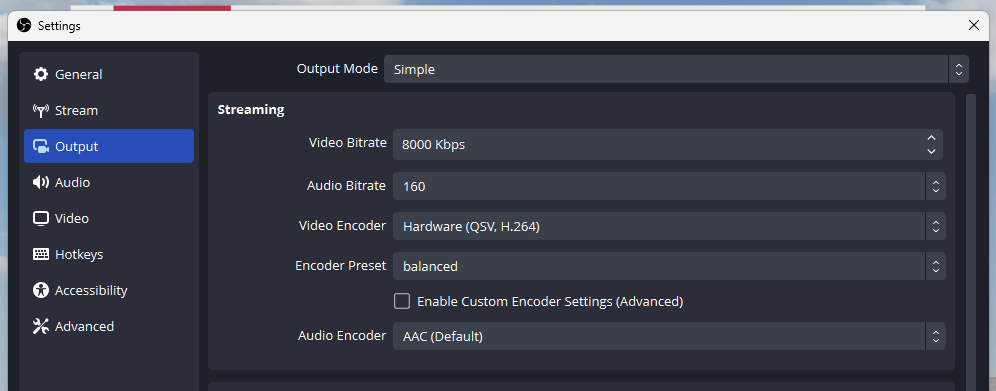 Settings
General
Stream
Output
Audio
Video
Hotkeys
Accessibility
Advanced
Output Mode Simple
Streaming
Video Bitrate 8000 Kbps
Audio Bitrate 160
Video Encoder Hardware (QSV, H.264)
Encoder Preset balanced
Enable Custom Encoder Settings (Advanced)
Audio Encoder AAC (Default)